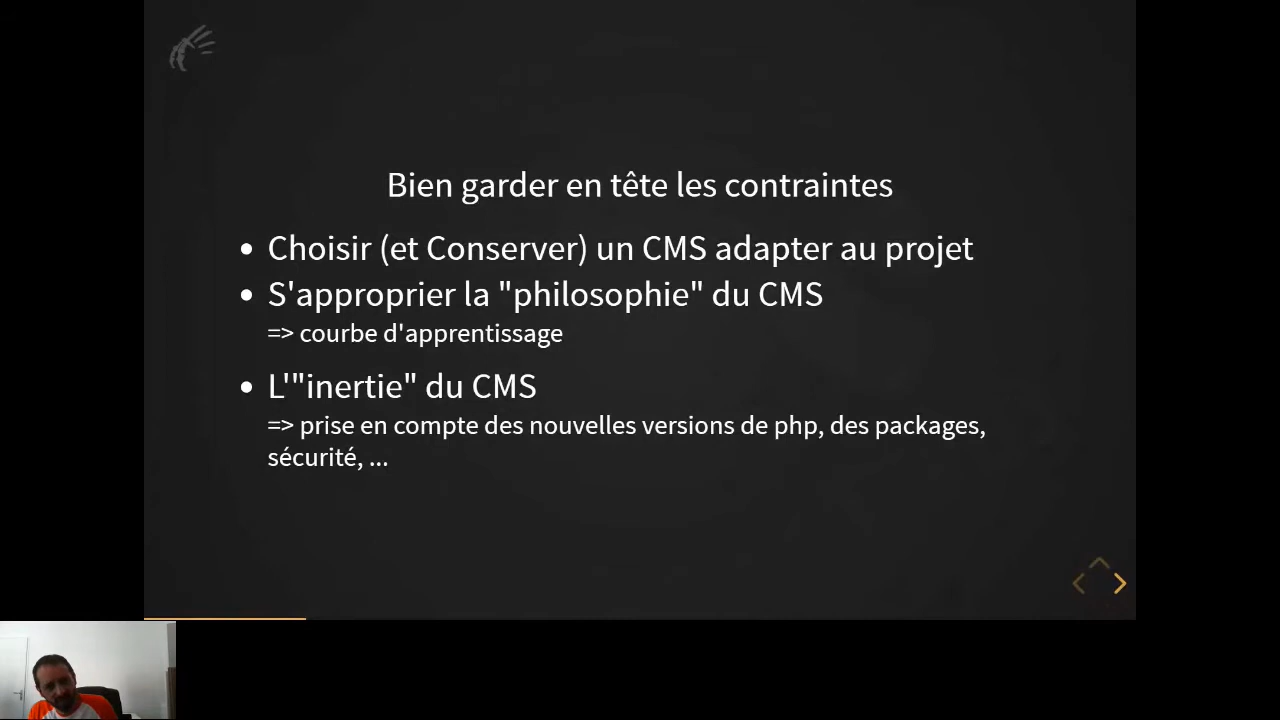 Bien garder en tête les contraintes
• Choisir (et Conserver) un CMS adapter au projet
• S'approprier la "philosophie" du CMS
=> courbe d'apprentissage
• L'"inertie" du CMS
=> prise en compte des nouvelles versions de php, des packages,
sécurité, ...